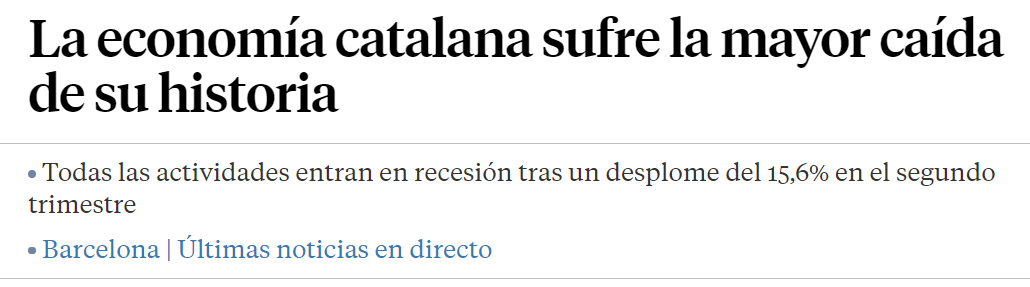 La economía catalana sufre la mayor caída
de su historia
• Todas las actividades entran en recesión tras un desplome del 15,6% en el segundo
trimestre
• Barcelona | Últimas noticias en directo